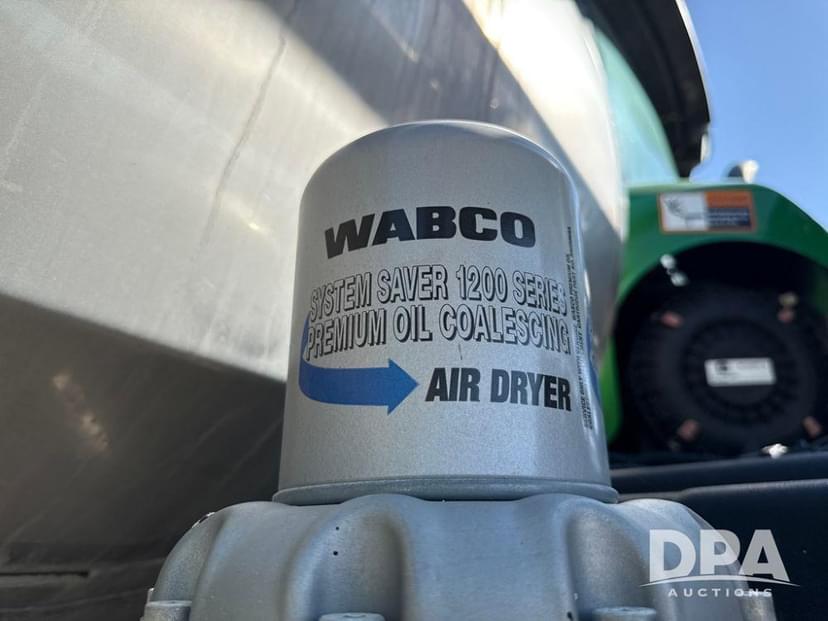 WABCO
SYSTEM SAVER 1200 SERIES
PREMIUM OIL COALESCING
AIR DRYER
DPA
AUCTIONS